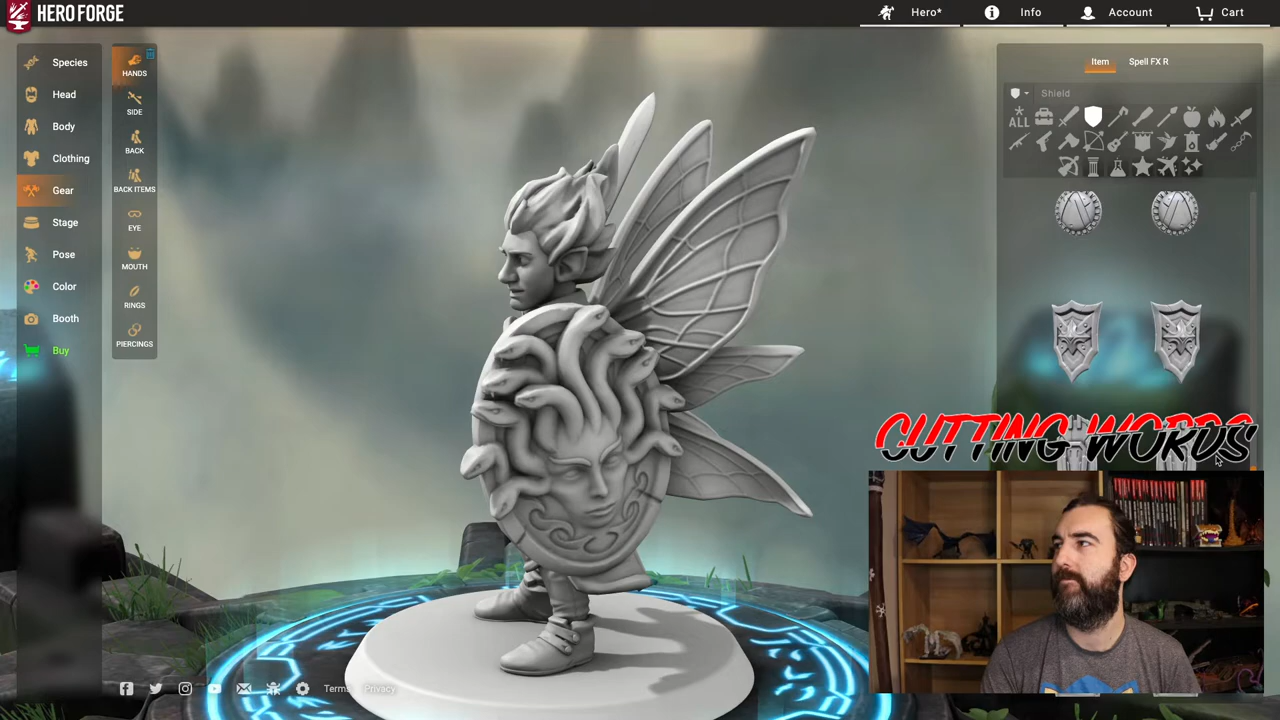 HERO FORGE
Hero*
Info
Account
Cart
Species
Head
Body
Clothing
Gear
Stage
Pose
Color
Booth
Buy
HANDS
SIDE
BACK
BACK ITEMS
EYE
MOUTH
RINGS
PIERCINGS
Item
Spell FX R
Shield
ALL
CUTTING WORDS
Terms
Privacy